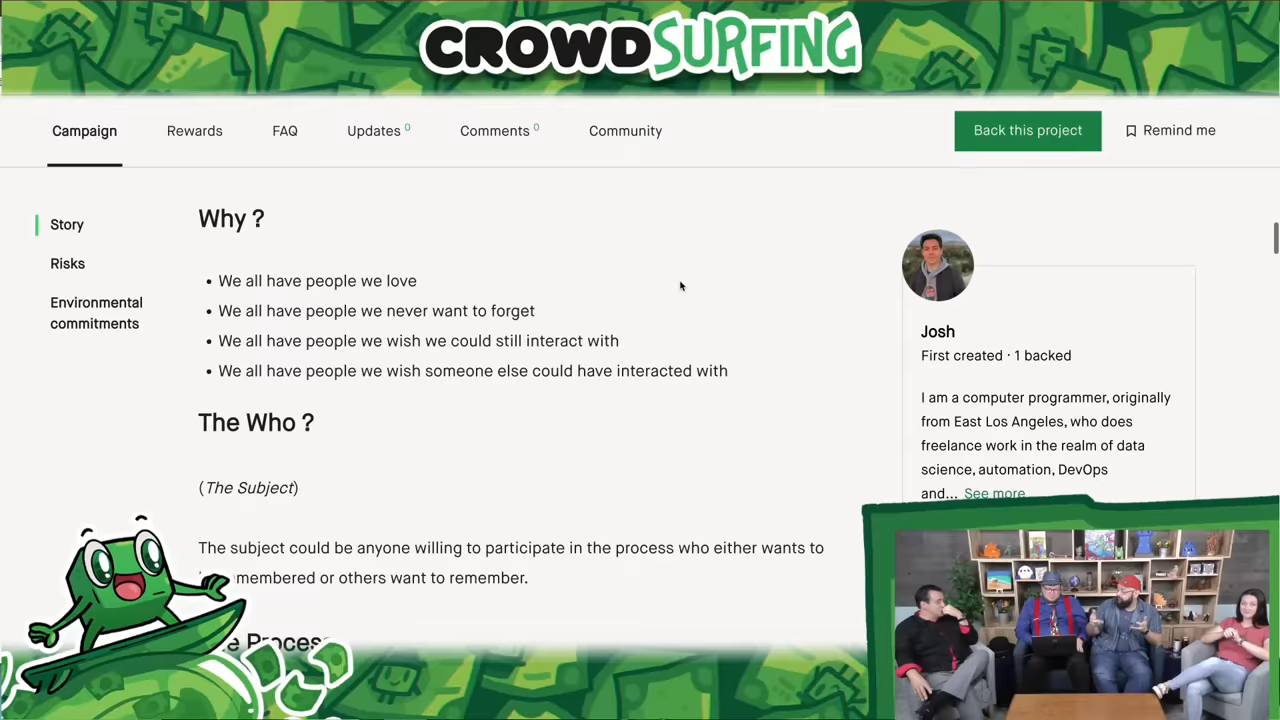 CROWDSURFING
Campaign
Rewards
FAQ
Updates 0
Comments 0
Community
Back this project
Remind me
Story
Risks
Environmental
commitments
Why ?
• We all have people we love
• We all have people we never want to forget
• We all have people we wish we could still interact with
• We all have people we wish someone else could have interacted with
The Who ?
(The Subject)
The subject could be anyone willing to participate in the process who either wants to
membered or others want to remember.
Process
Josh
First created · 1 backed
I am a computer programmer, originally
from East Los Angeles, who does
freelance work in the realm of data
science, automation, DevOps
and... See more